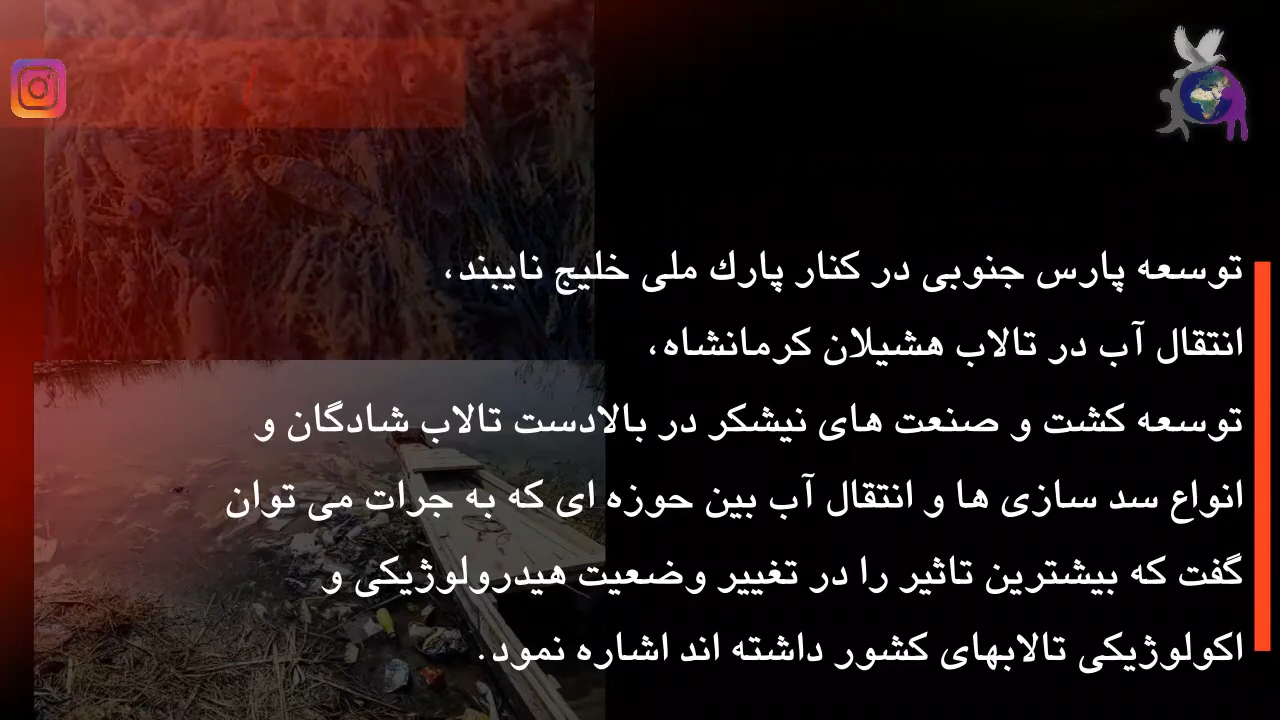 توسعه پارس جنوبی در کنار پارك ملی خلیج نایبند،
انتقال آب در تالاب هشیلان کرمانشاه،
توسعه کشت و صنعت های نیشکر در بالادست تالاب شادگان و
انواع سد سازی ها و انتقال آب بین حوزه ای که به جرات می توان
گفت که بیشترین تاثیر را در تغییر وضعیت هیدرولوژیکی و
اکولوژیکی تالابهای کشور داشته اند اشاره نمود.